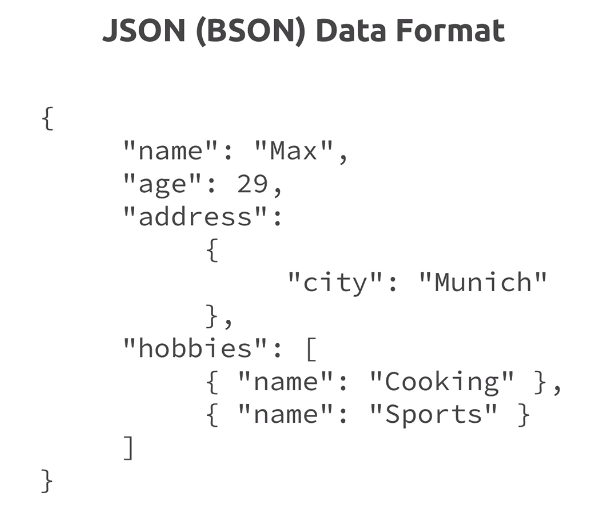 JSON (BSON) Data Format
{
"name": "Max",
"age": 29,
"address":
{
"city": "Munich"
},
"hobbies": [
{ "name": "Cooking" },
{ "name": "Sports" }
]
}